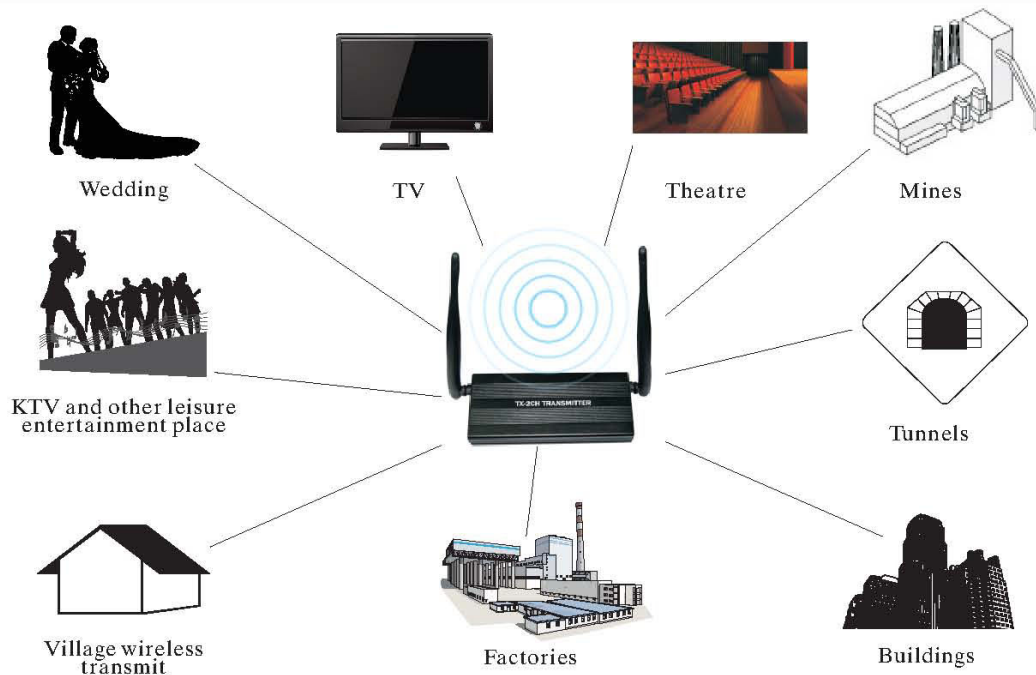 Wedding
TV
Theatre
Mines
KTV and other leisure
entertainment place
TX-2CH TRANSMITTER
Tunnels
Village wireless
transmit
Factories
Buildings